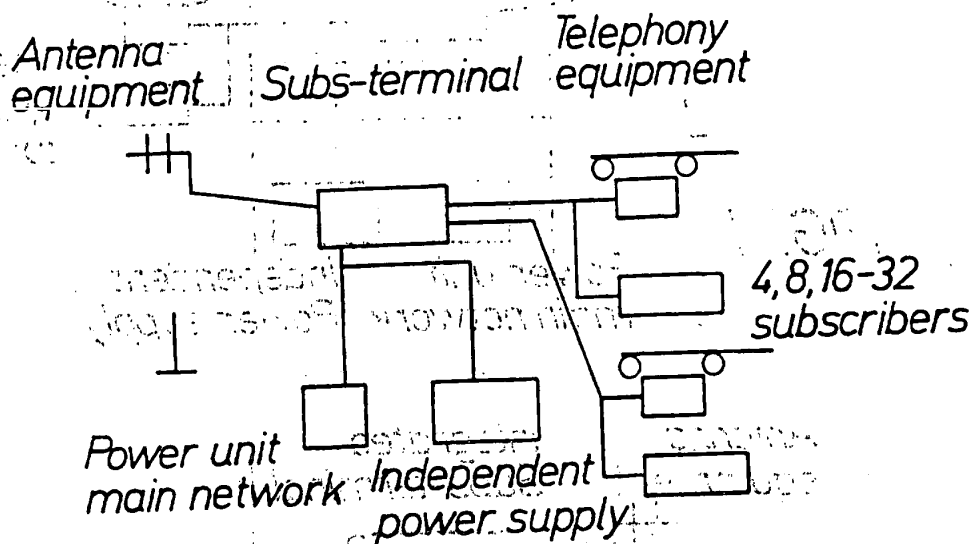 Antenna
equipment
Subs-terminal
Telephony
equipment
4,8,16-32
subscribers
Power unit
main network
Independent
power supply